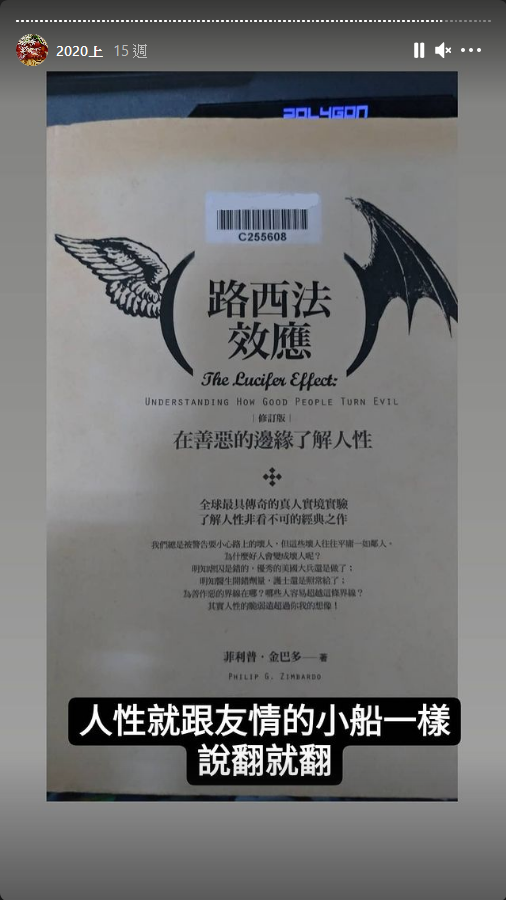 2020上 15 週
POLYGON
C255608
路西法
效應
The Lucifer Effect:
UNDERSTANDING HOW GOOD PEOPLE TURN EVIL
｜修訂版｜
在善惡的邊緣了解人性
全球最具傳奇的真人實境實驗
了解人性非看不可的經典之作
我們總是被警告要小心路上的壞人，但這些壞人往往平庸一如鄰人。
為什麼好人會變成壞人呢？
明知虐囚是錯的，優秀的美國大兵還是做了；
明知醫生開錯劑量，護士還是照常給了；
為善作惡的界線在哪？哪些人容易超越這條界線？
其實人性的脆弱遠超過你我的想像！
菲利普・金巴多——著
PHILIP G. ZIMBARDO
人性就跟友情的小船一樣
說翻就翻